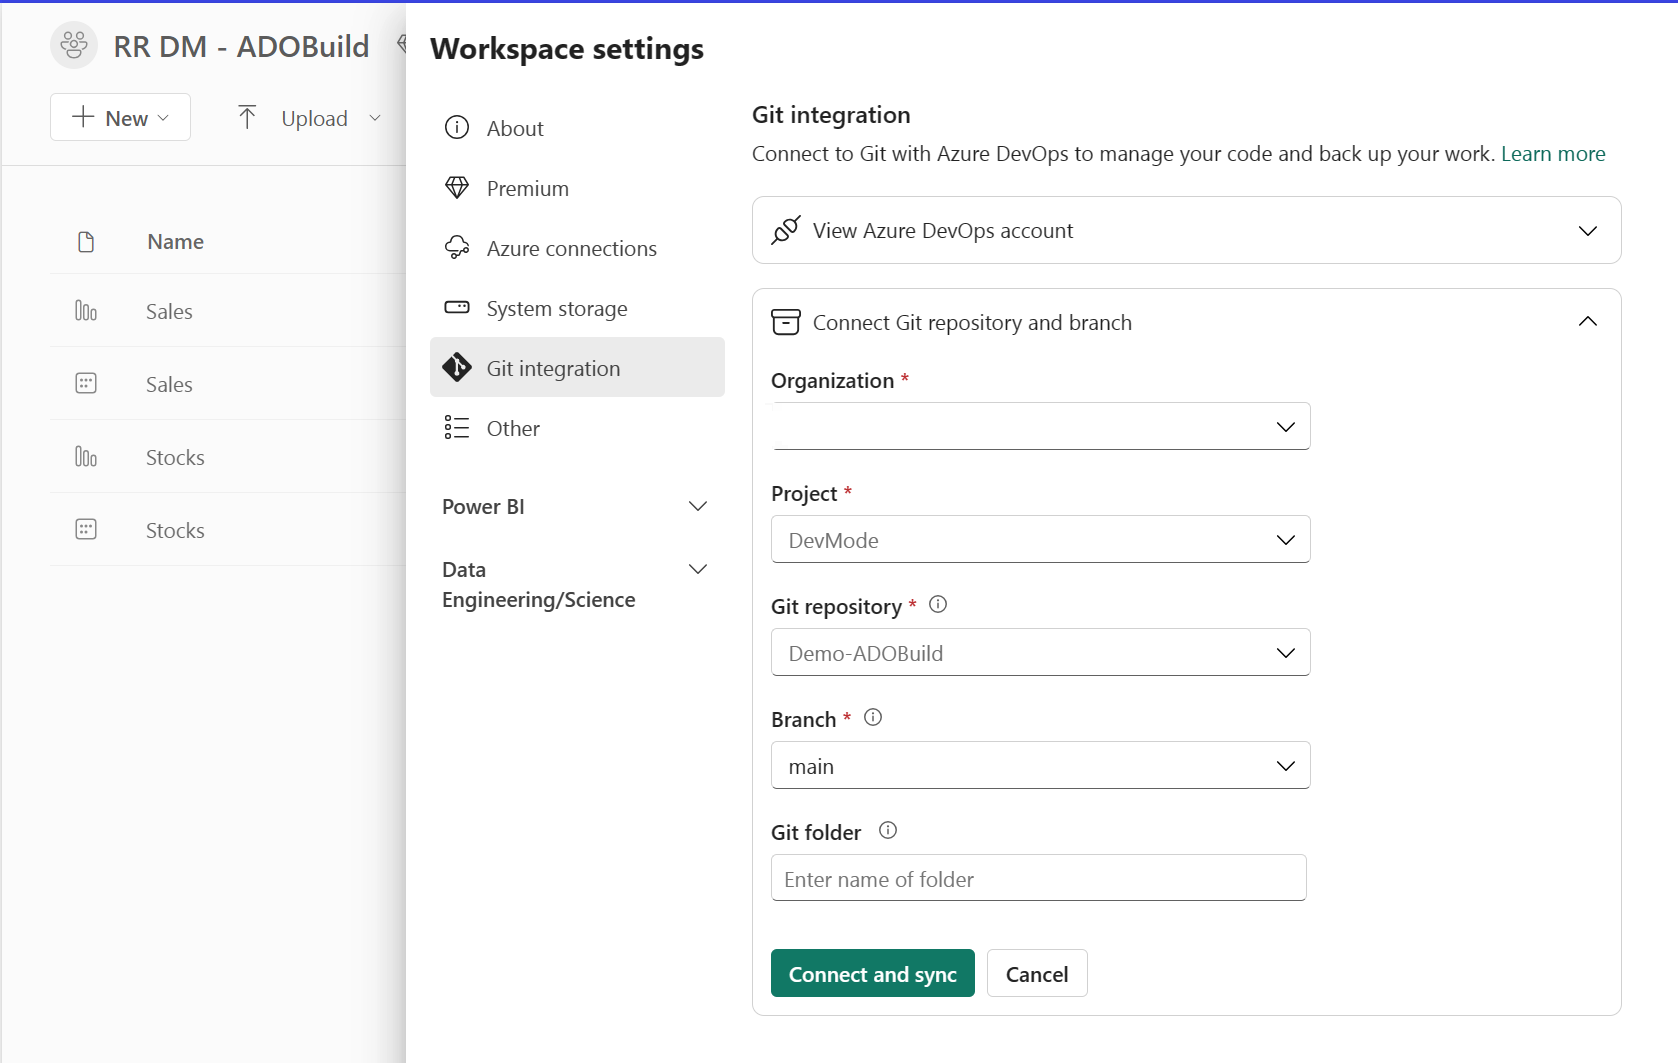 RR DM - ADOBuild
New
Upload
Name
Sales
Sales
Stocks
Stocks
Workspace settings
About
Premium
Azure connections
System storage
Git integration
Other
Power BI
Data
Engineering/Science
Git integration
Connect to Git with Azure DevOps to manage your code and back up your work. Learn more
View Azure DevOps account
Connect Git repository and branch
Organization *
Project *
DevMode
Git repository *
Demo-ADOBuild
Branch *
main
Git folder
Enter name of folder
Connect and sync
Cancel